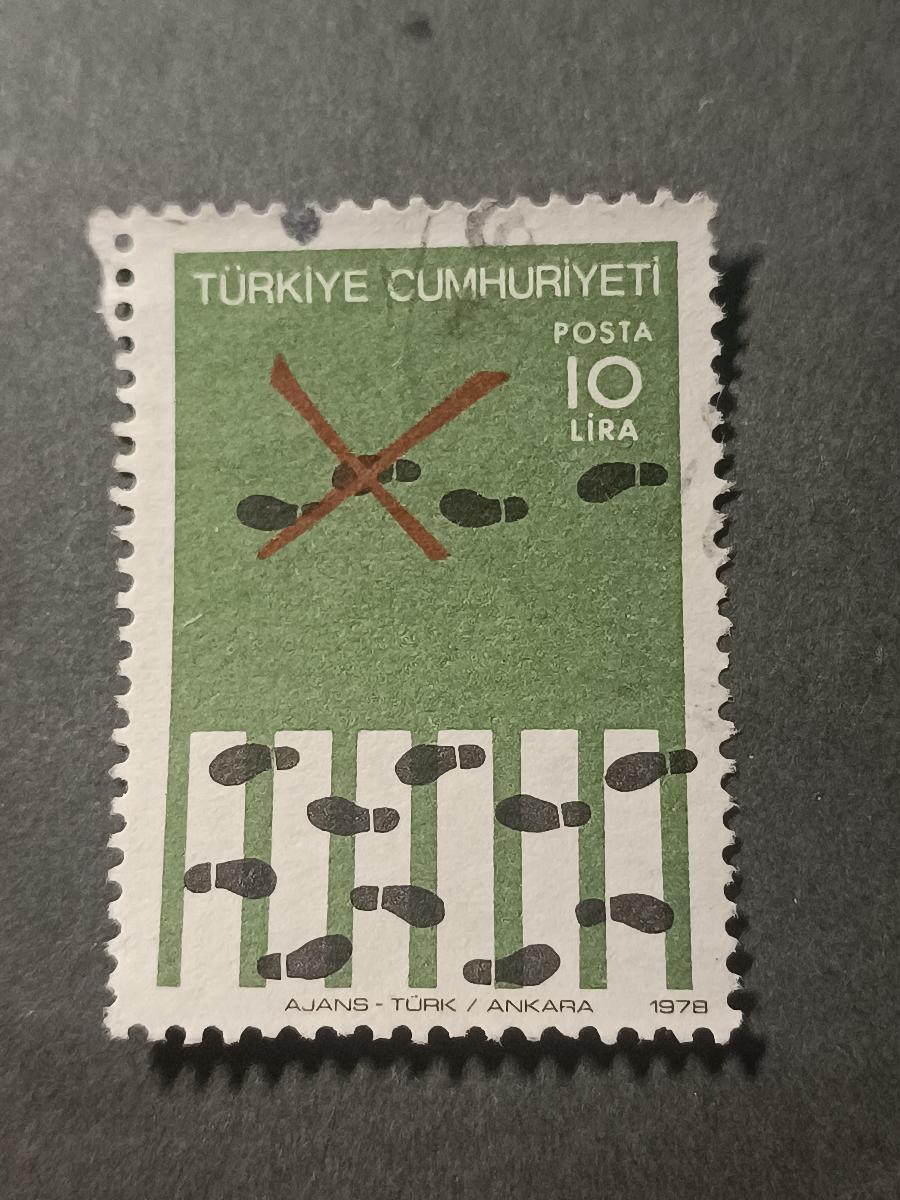 TÜRKİYE CUMHURİYETİ
POSTA
10
LİRA
AJANS - TÜRK / ANKARA 1978